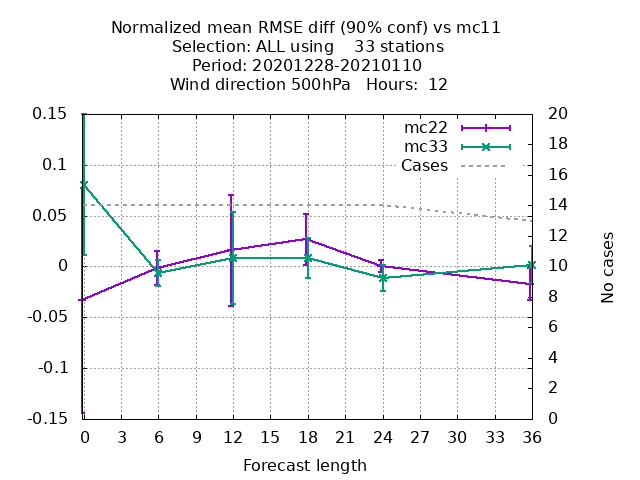 Normalized mean RMSE diff (90% conf) vs mc11
Selection: ALL using    33 stations
Period: 20201228-20210110
Wind direction 500hPa   Hours:  12
mc22
mc33
Cases
0.15
0.1
0.05
0
-0.05
-0.1
-0.15
20
18
16
14
12
10
8
6
4
2
0
No cases
0 3 6 9 12 15 18 21 24 27 30 33 36
Forecast length